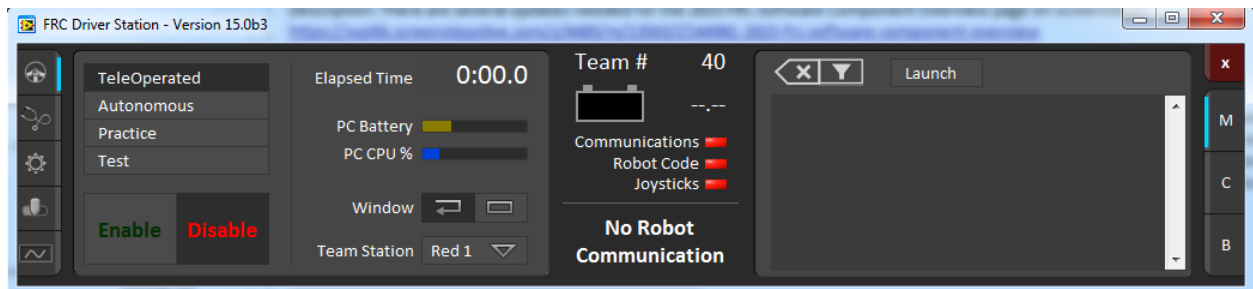 FRC Driver Station - Version 15.0b3
TeleOperated
Autonomous
Practice
Test
Enable Disable
Elapsed Time 0:00.0
PC Battery
PC CPU %
Window
Team Station Red 1
Team # 40
--.--
Communications
Robot Code
Joysticks
No Robot
Communication
Launch
x
M
C
B